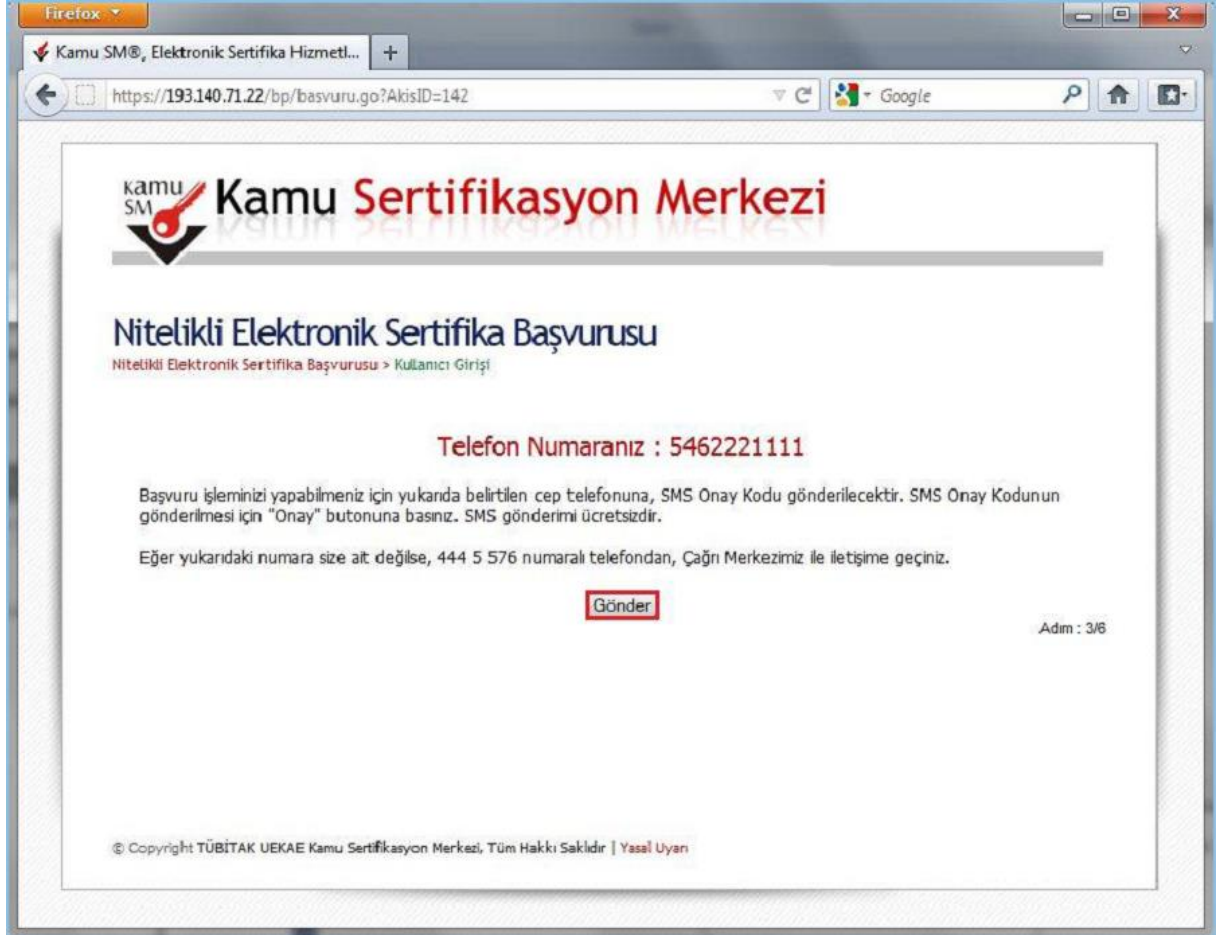 Firefox
Kamu SM®, Elektronik Sertifika Hizmetl...
https://193.140.71.22/bp/basvuru.go?AkisID=142
Google
Kamu SM
Kamu Sertifikasyon Merkezi
Nitelikli Elektronik Sertifika Başvurusu
Nitelikli Elektronik Sertifika Başvurusu > Kullanıcı Girişi
Telefon Numaranız : 5462221111
Başvuru işleminizi yapabilmeniz için yukarıda belirtilen cep telefonuna, SMS Onay Kodu gönderilecektir. SMS Onay Kodunun
gönderilmesi için "Onay" butonuna basınız. SMS gönderimi ücretsizdir.
Eğer yukarıdaki numara size ait değilse, 444 5 576 numaralı telefondan, Çağrı Merkezimiz ile iletişime geçiniz.
Gönder
Adım : 3/6
© Copyright TÜBİTAK UEKAE Kamu Sertifikasyon Merkezi, Tüm Hakkı Saklıdır | Yasal Uyarı